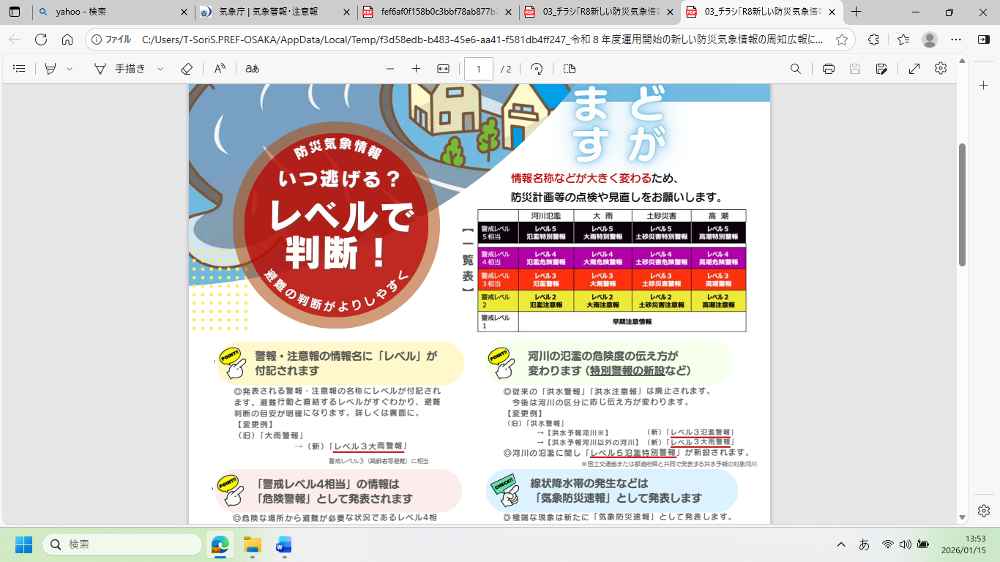 yahoo - 検索
気象庁 | 気象警報・注意報
fef6af0f158b0c3bbf78ab877b2
03_チラシ「R8新しい防災気象情報
03_チラシ「R8新しい防災気象情報
ファイル
C:/Users/T-SoriS.PREF-OSAKA/AppData/Local/Temp/f3d58edb-b483-45e6-aa41-f581db4ff247_令和8年度運用開始の新しい防災気象情報の周知広報に...
手描き
aあ
1
/ 2
どが
ます
防災気象情報
いつ逃げる？
レベルで
判断！
避難の判断がよりしやすく
情報名称などが大きく変わるため、
防災計画等の点検や見直しをお願いします。
【一覧表】
河川氾濫 大 雨 土砂災害 高 潮
警戒レベル５相当 レベル５氾濫特別警報 レベル５大雨特別警報 レベル５土砂災害特別警報 レベル５高潮特別警報
警戒レベル４相当 レベル４氾濫危険警報 レベル４大雨危険警報 レベル４土砂災害危険警報 レベル４高潮危険警報
警戒レベル３相当 レベル３氾濫警報 レベル３大雨警報 レベル３土砂災害警報 レベル３高潮警報
警戒レベル２ レベル２氾濫注意報 レベル２大雨注意報 レベル２土砂災害注意報 レベル２高潮注意報
警戒レベル１ 早期注意情報
POINT!!
警報・注意報の情報名に「レベル」が
付記されます
◎発表される警報・注意報の名称にレベルが付記され
ます。避難行動と直結するレベルがすぐわかり、避難
判断の目安が明確になります。詳しくは裏面に。
【変更例】
（旧）「大雨警報」
→（新）「レベル３大雨警報」
警戒レベル３（高齢者等避難）に相当
POINT!!
河川の氾濫の危険度の伝え方が
変わります（特別警報の新設など）
◎従来の「洪水警報」「洪水注意報」は廃止されます。
今後は河川の区分に応じ伝え方が変わります。
【変更例】
（旧）「洪水警報」
→【洪水予報河川※】 （新）「レベル３氾濫警報」
→【洪水予報河川以外の河川】（新）「レベル３大雨警報」
◎河川の氾濫に関し「レベル５氾濫特別警報」が新設されます。
※国土交通省または都道府県と共同で発表する洪水予報の対象河川
POINT!!
「警戒レベル4相当」の情報は
「危険警報」として発表されます
◎危険な場所から避難が必要な状況であるレベル4相
CHECK!!
線状降水帯の発生などは
「気象防災速報」として発表します
◎極端な現象は新たに「気象防災速報」として発表します。
検索
あ
13:53
2026/01/15